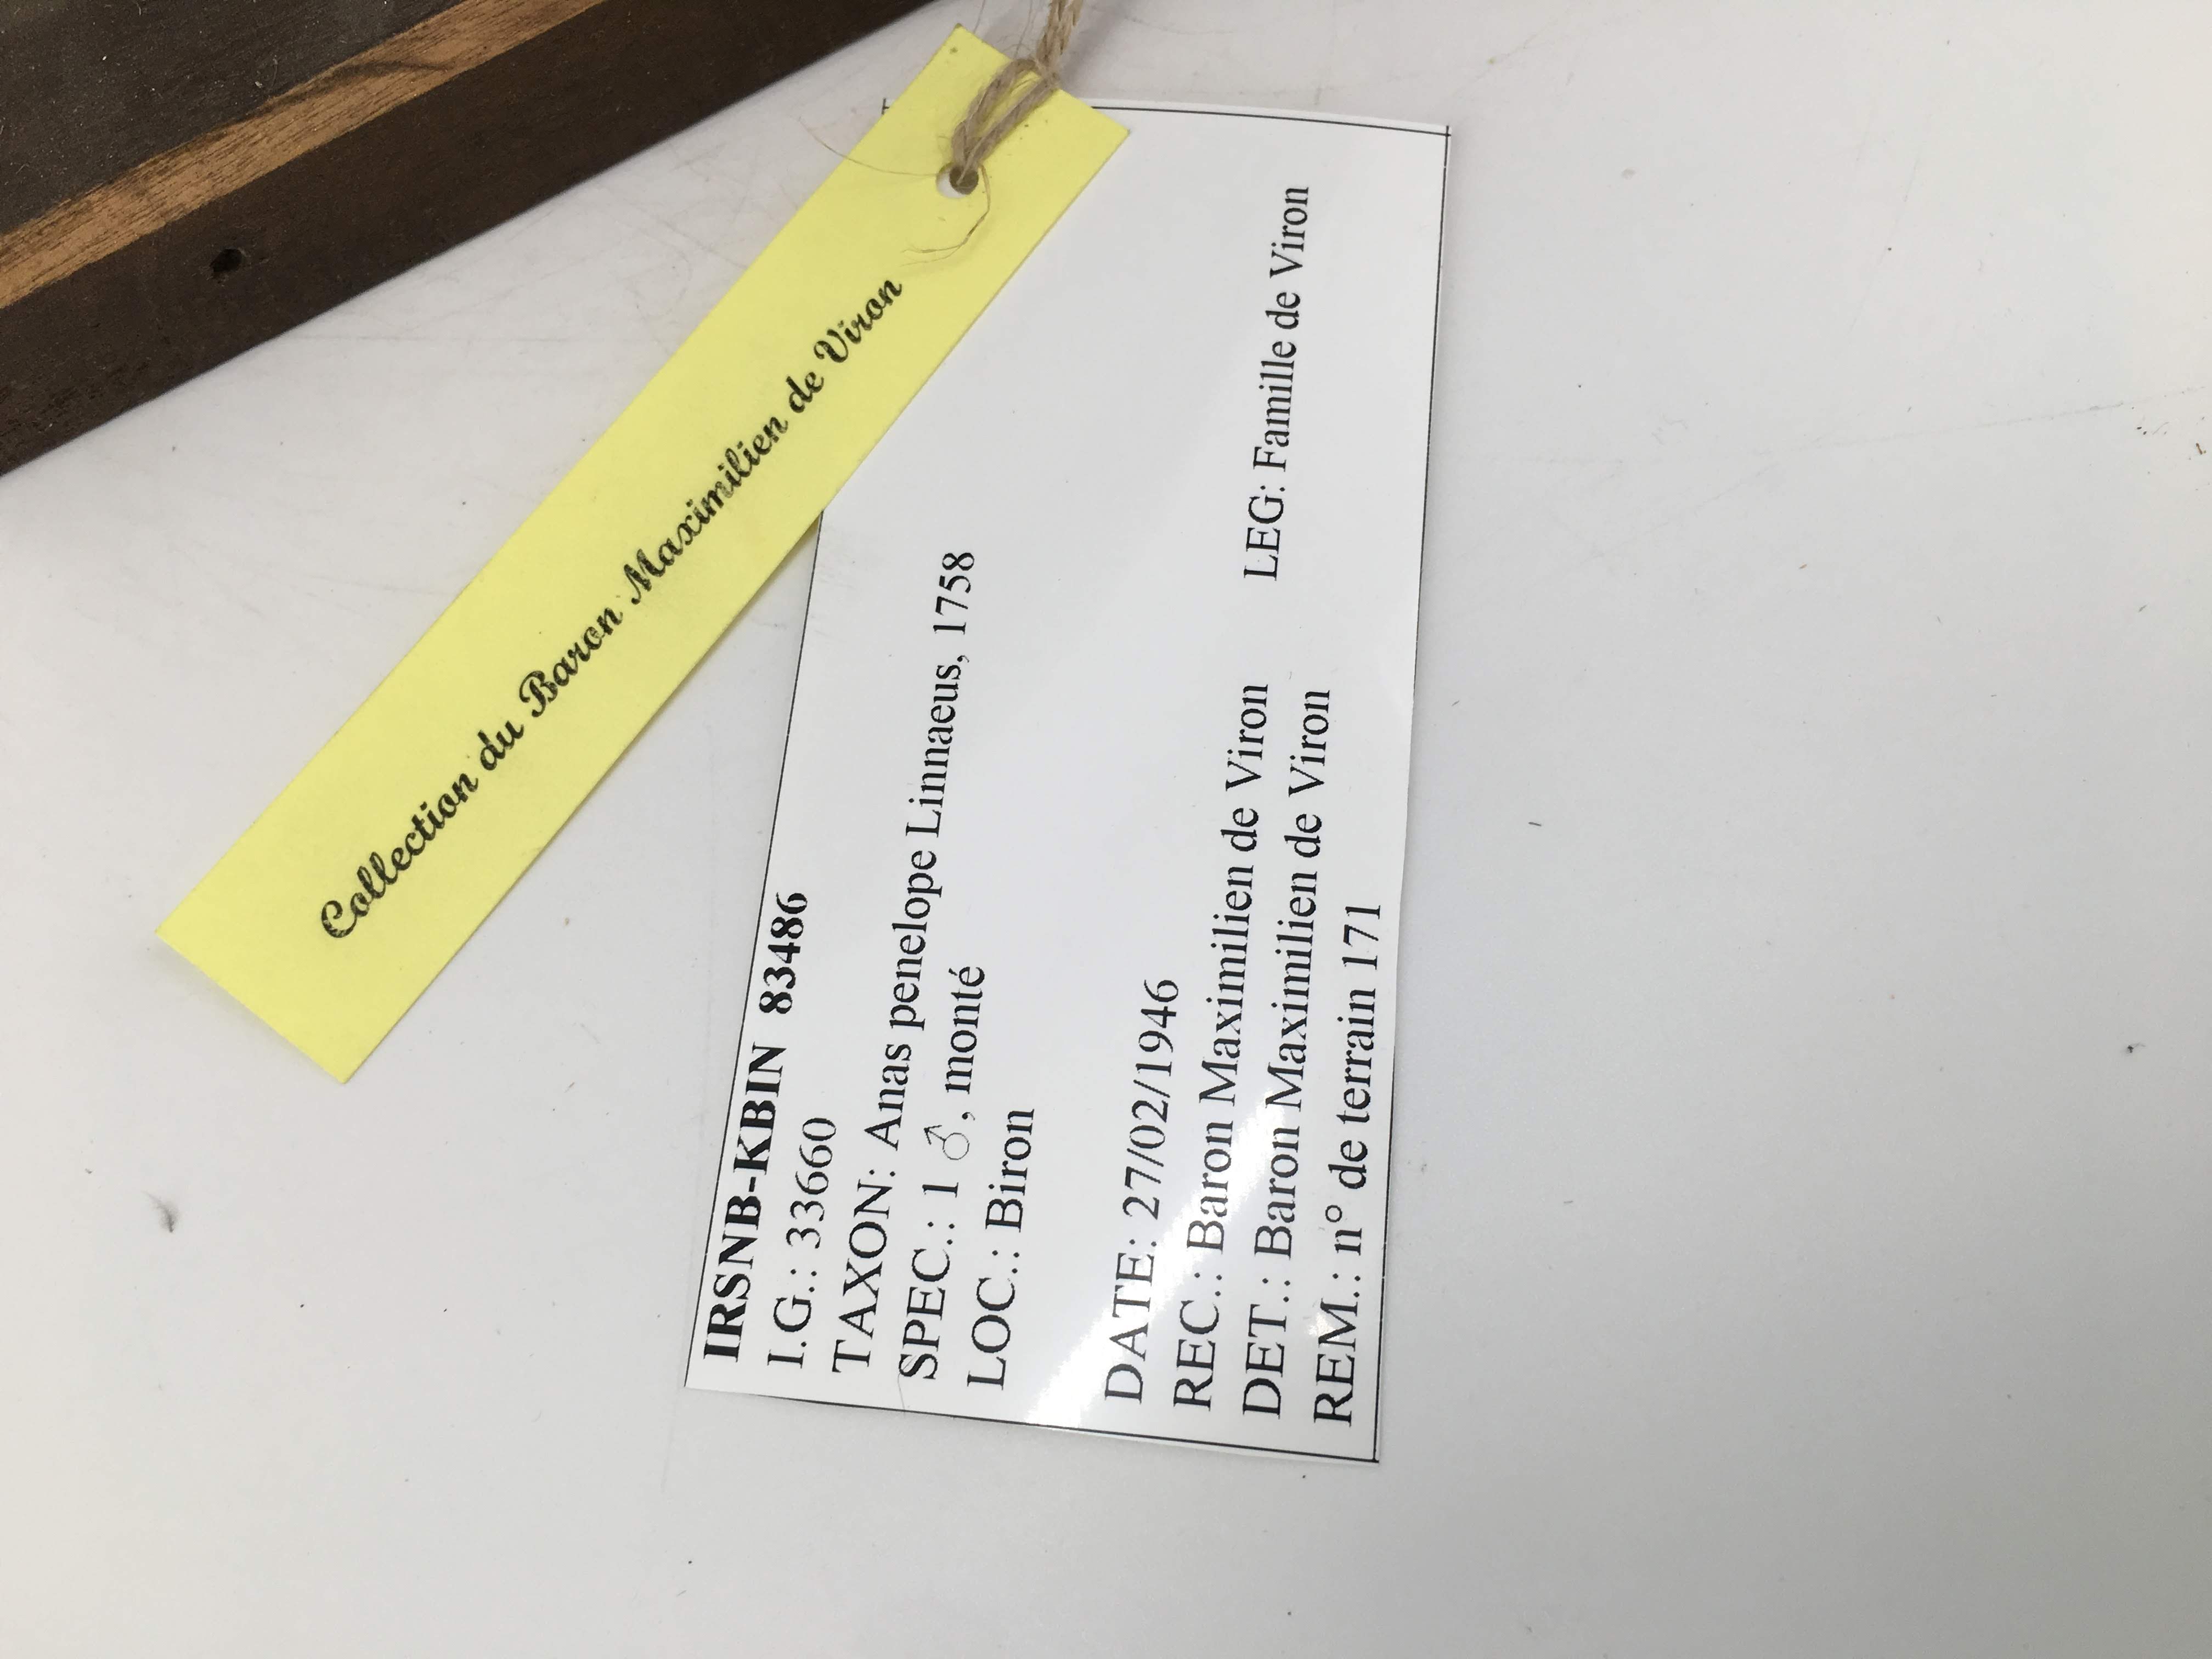 Collection du Baron Maximilien de Viron
IRSNB-KBIN 83486
I.G.: 33660
TAXON: Anas penelope Linnaeus, 1758
SPEC.: 1 ♂, monté
LOC.: Biron
DATE: 27/02/1946
REC.: Baron Maximilien de Viron LEG: Famille de Viron
DET.: Baron Maximilien de Viron
REM.: n° de terrain 171